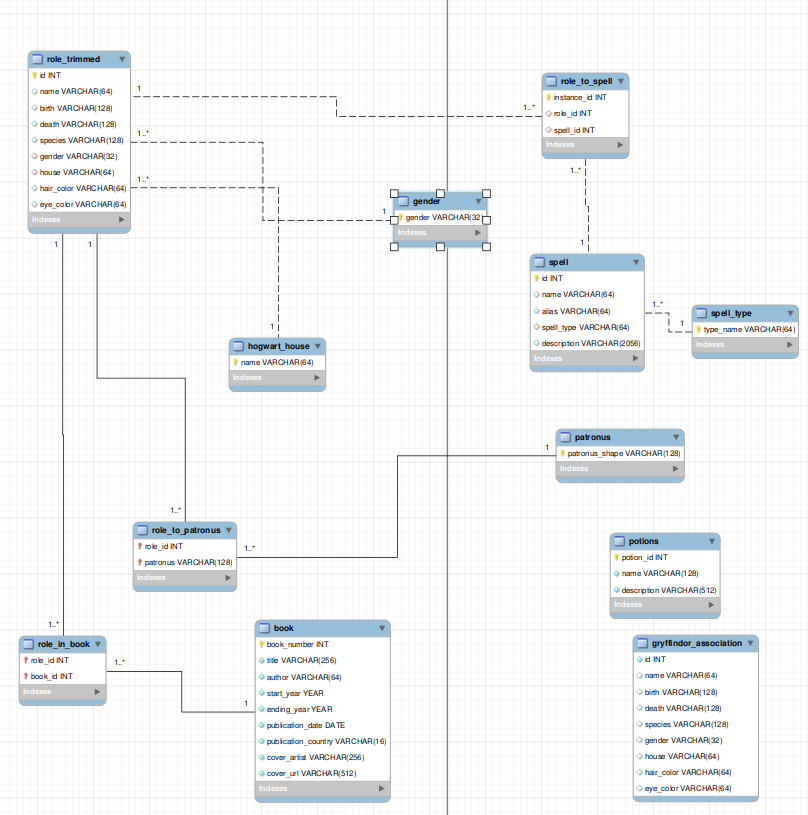 role_trimmed
id INT
name VARCHAR(64)
birth VARCHAR(128)
death VARCHAR(128)
species VARCHAR(128)
gender VARCHAR(32)
house VARCHAR(64)
hair_color VARCHAR(64)
eye_color VARCHAR(64)
Indexes
1
1..*
1..*
1
1
1..*
role_to_spell
instance_id INT
role_id INT
spell_id INT
Indexes
1..*
1
gender
gender VARCHAR(32
Indexes
1
spell
id INT
name VARCHAR(64)
alias VARCHAR(64)
spell_type VARCHAR(64)
description VARCHAR(2056)
Indexes
1..*
1
spell_type
type_name VARCHAR(64)
Indexes
1
hogwart_house
name VARCHAR(64)
Indexes
1
patronus
patronus_shape VARCHAR(128)
Indexes
1..*
role_to_patronus
role_id INT
patronus VARCHAR(128)
Indexes
1..*
potions
potion_id INT
name VARCHAR(128)
description VARCHAR(512)
Indexes
1..*
role_in_book
role_id INT
book_id INT
Indexes
1..*
1
book
book_number INT
title VARCHAR(256)
author VARCHAR(64)
start_year YEAR
ending_year YEAR
publication_date DATE
publication_country VARCHAR(16)
cover_artist VARCHAR(256)
cover_url VARCHAR(512)
Indexes
gryffindor_association
id INT
name VARCHAR(64)
birth VARCHAR(128)
death VARCHAR(128)
species VARCHAR(128)
gender VARCHAR(32)
house VARCHAR(64)
hair_color VARCHAR(64)
eye_color VARCHAR(64)